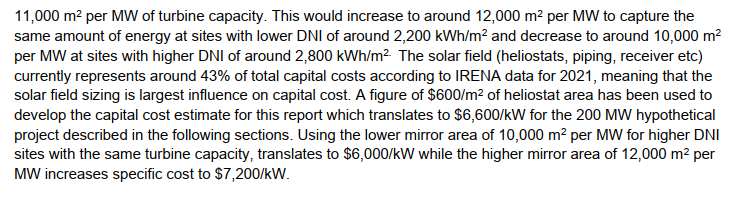 11,000 m² per MW of turbine capacity. This would increase to around 12,000 m² per MW to capture the
same amount of energy at sites with lower DNI of around 2,200 kWh/m² and decrease to around 10,000 m²
per MW at sites with higher DNI of around 2,800 kWh/m². The solar field (heliostats, piping, receiver etc)
currently represents around 43% of total capital costs according to IRENA data for 2021, meaning that the
solar field sizing is largest influence on capital cost. A figure of $600/m² of heliostat area has been used to
develop the capital cost estimate for this report which translates to $6,600/kW for the 200 MW hypothetical
project described in the following sections. Using the lower mirror area of 10,000 m² per MW for higher DNI
sites with the same turbine capacity, translates to $6,000/kW while the higher mirror area of 12,000 m² per
MW increases specific cost to $7,200/kW.